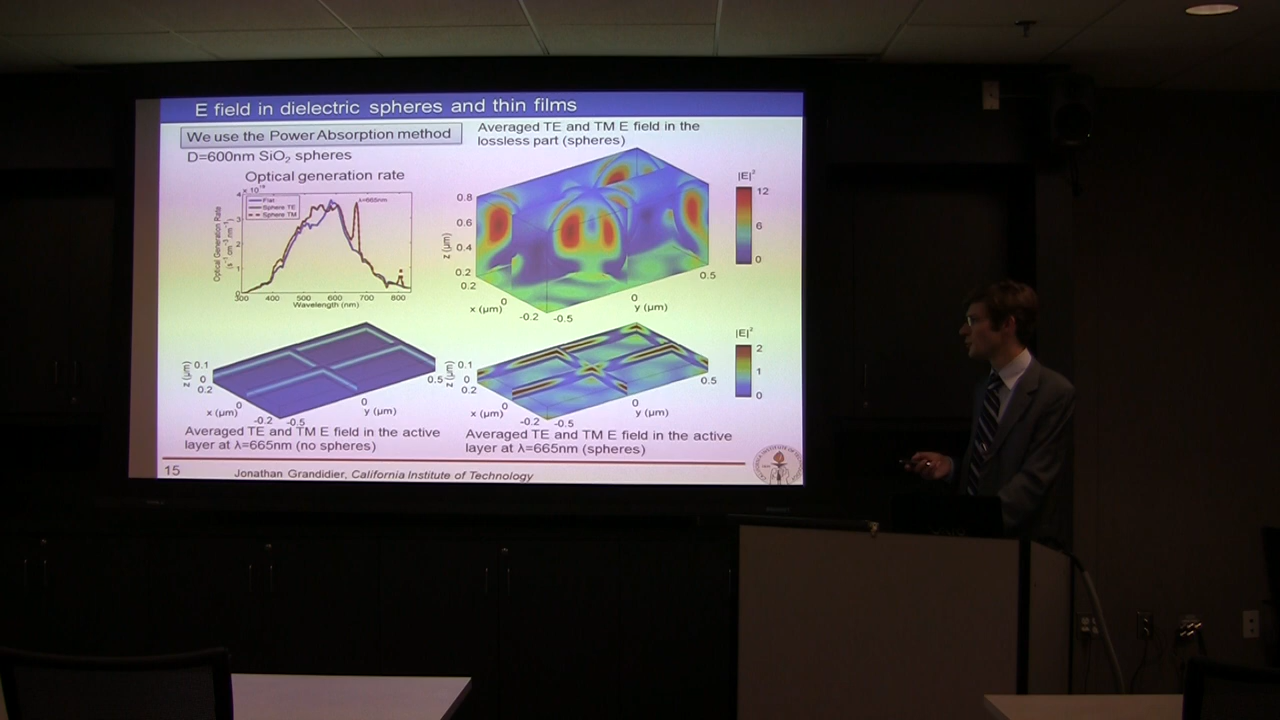 E field in dielectric spheres and thin films
We use the Power Absorption method
D=600nm SiO₂ spheres
Optical generation rate
x 10
Optical Generation Rate
(s⁻¹ cm⁻³ nm⁻¹)
4
3
2
1
0
Flat
Sphere TE
Sphere TM
λ=665nm
300 400 500 600 700 800
Wavelength (nm)
Averaged TE and TM E field in the
lossless part (spheres)
|E|²
12
6
0
z (µm)
0.8
0.6
0.4
0.2
0.2
0
-0.2
x (µm)
-0.5
0
0.5
y (µm)
z (µm)
0.1
0
0.2
0
-0.2
x (µm)
-0.5
0
0.5
y (µm)
Averaged TE and TM E field in the active
layer at λ=665nm (no spheres)
z (µm)
0.1
0
0.2
0
-0.2
x (µm)
-0.5
0
0.5
y (µm)
|E|²
2
1
0
Averaged TE and TM E field in the active
layer at λ=665nm (spheres)
15
Jonathan Grandidier, California Institute of Technology